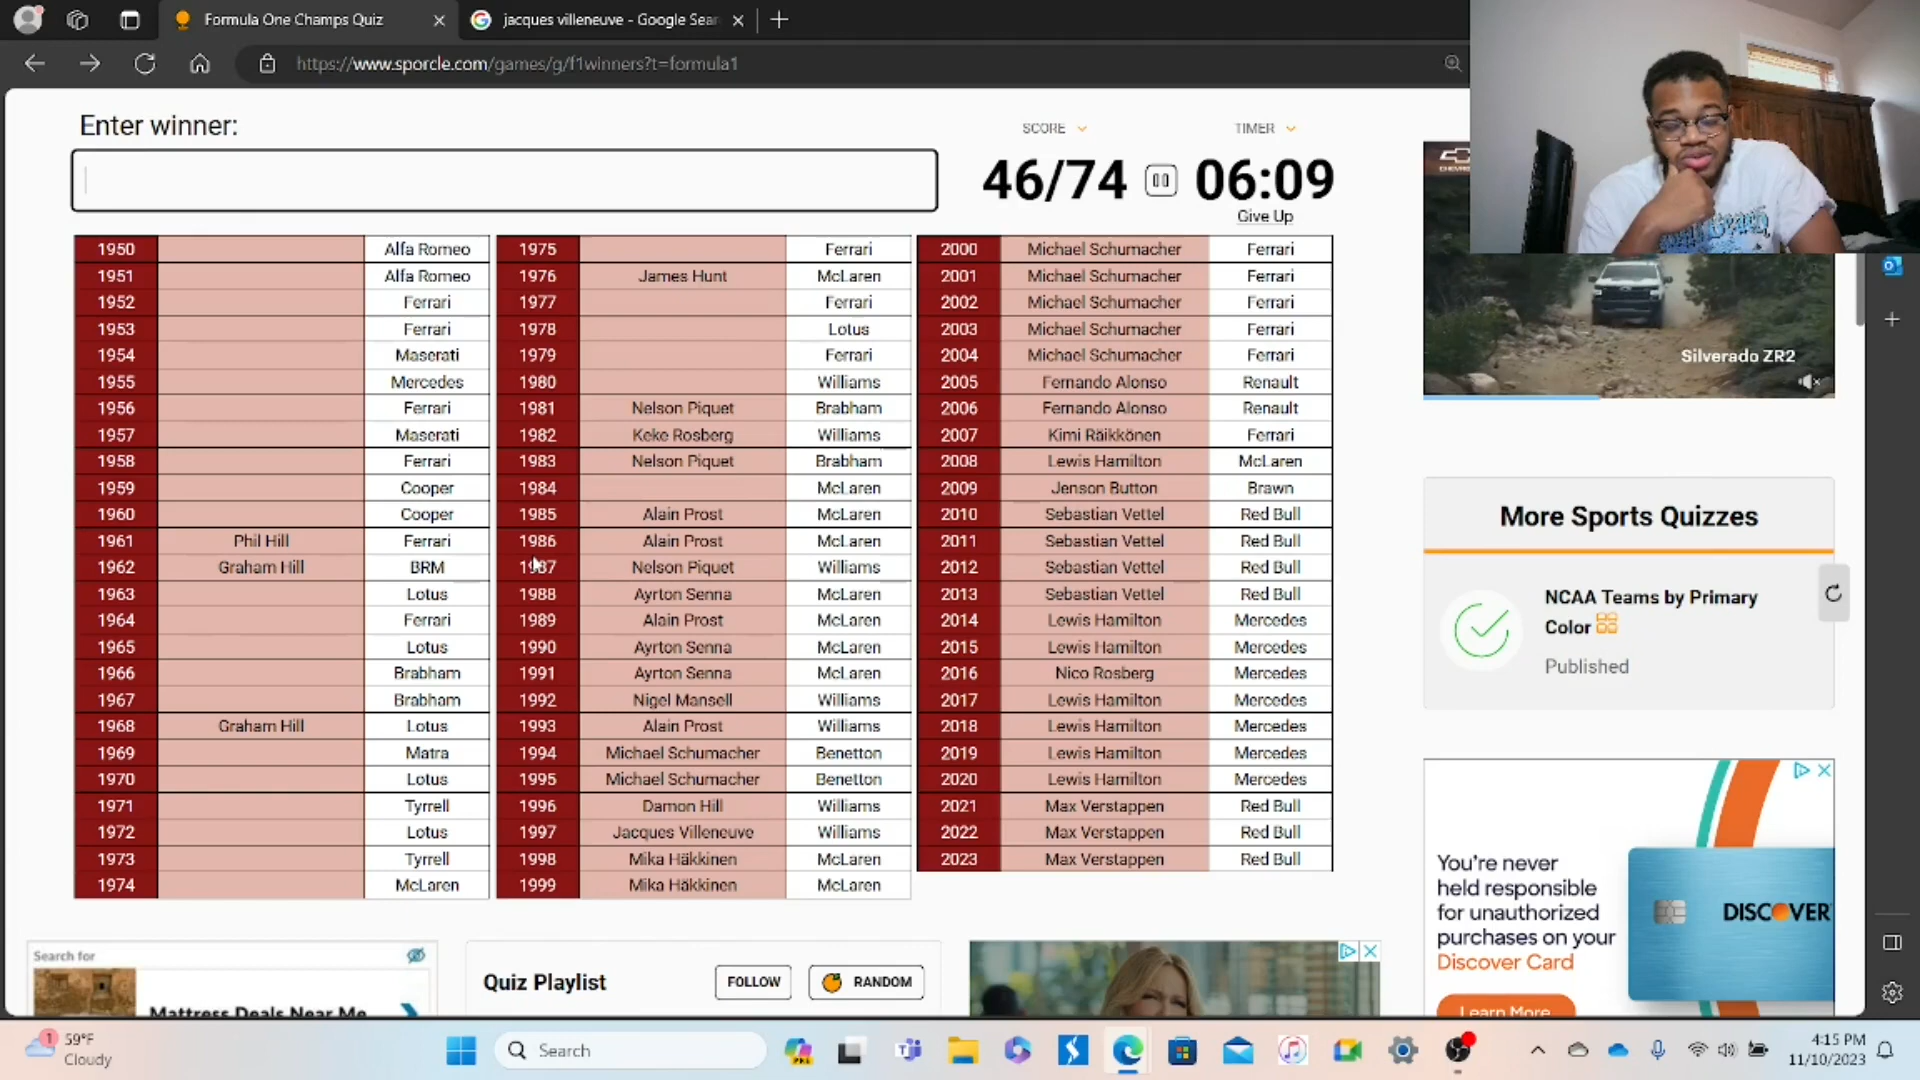 Formula One Champs Quiz
jacques villeneuve - Google Sear
https://www.sporcle.com/games/g/f1winners?t=formula1
Enter winner:
SCORE
TIMER
46/74
06:09
Give Up
1950 Alfa Romeo
1951 Alfa Romeo
1952 Ferrari
1953 Ferrari
1954 Maserati
1955 Mercedes
1956 Ferrari
1957 Maserati
1958 Ferrari
1959 Cooper
1960 Cooper
1961 Phil Hill Ferrari
1962 Graham Hill BRM
1963 Lotus
1964 Ferrari
1965 Lotus
1966 Brabham
1967 Brabham
1968 Graham Hill Lotus
1969 Matra
1970 Lotus
1971 Tyrrell
1972 Lotus
1973 Tyrrell
1974 McLaren
1975 Ferrari
1976 James Hunt McLaren
1977 Ferrari
1978 Lotus
1979 Ferrari
1980 Williams
1981 Nelson Piquet Brabham
1982 Keke Rosberg Williams
1983 Nelson Piquet Brabham
1984 McLaren
1985 Alain Prost McLaren
1986 Alain Prost McLaren
1987 Nelson Piquet Williams
1988 Ayrton Senna McLaren
1989 Alain Prost McLaren
1990 Ayrton Senna McLaren
1991 Ayrton Senna McLaren
1992 Nigel Mansell Williams
1993 Alain Prost Williams
1994 Michael Schumacher Benetton
1995 Michael Schumacher Benetton
1996 Damon Hill Williams
1997 Jacques Villeneuve Williams
1998 Mika Häkkinen McLaren
1999 Mika Häkkinen McLaren
2000 Michael Schumacher Ferrari
2001 Michael Schumacher Ferrari
2002 Michael Schumacher Ferrari
2003 Michael Schumacher Ferrari
2004 Michael Schumacher Ferrari
2005 Fernando Alonso Renault
2006 Fernando Alonso Renault
2007 Kimi Räikkönen Ferrari
2008 Lewis Hamilton McLaren
2009 Jenson Button Brawn
2010 Sebastian Vettel Red Bull
2011 Sebastian Vettel Red Bull
2012 Sebastian Vettel Red Bull
2013 Sebastian Vettel Red Bull
2014 Lewis Hamilton Mercedes
2015 Lewis Hamilton Mercedes
2016 Nico Rosberg Mercedes
2017 Lewis Hamilton Mercedes
2018 Lewis Hamilton Mercedes
2019 Lewis Hamilton Mercedes
2020 Lewis Hamilton Mercedes
2021 Max Verstappen Red Bull
2022 Max Verstappen Red Bull
2023 Max Verstappen Red Bull
Silverado ZR2
More Sports Quizzes
NCAA Teams by Primary
Color
Published
You're never
held responsible
for unauthorized
purchases on your
Discover Card
DISCOVER
Learn More
Search for
Mattress Deals Near Me
Quiz Playlist
FOLLOW
RANDOM
1
59°F
Cloudy
Search
4:15 PM
11/10/2023